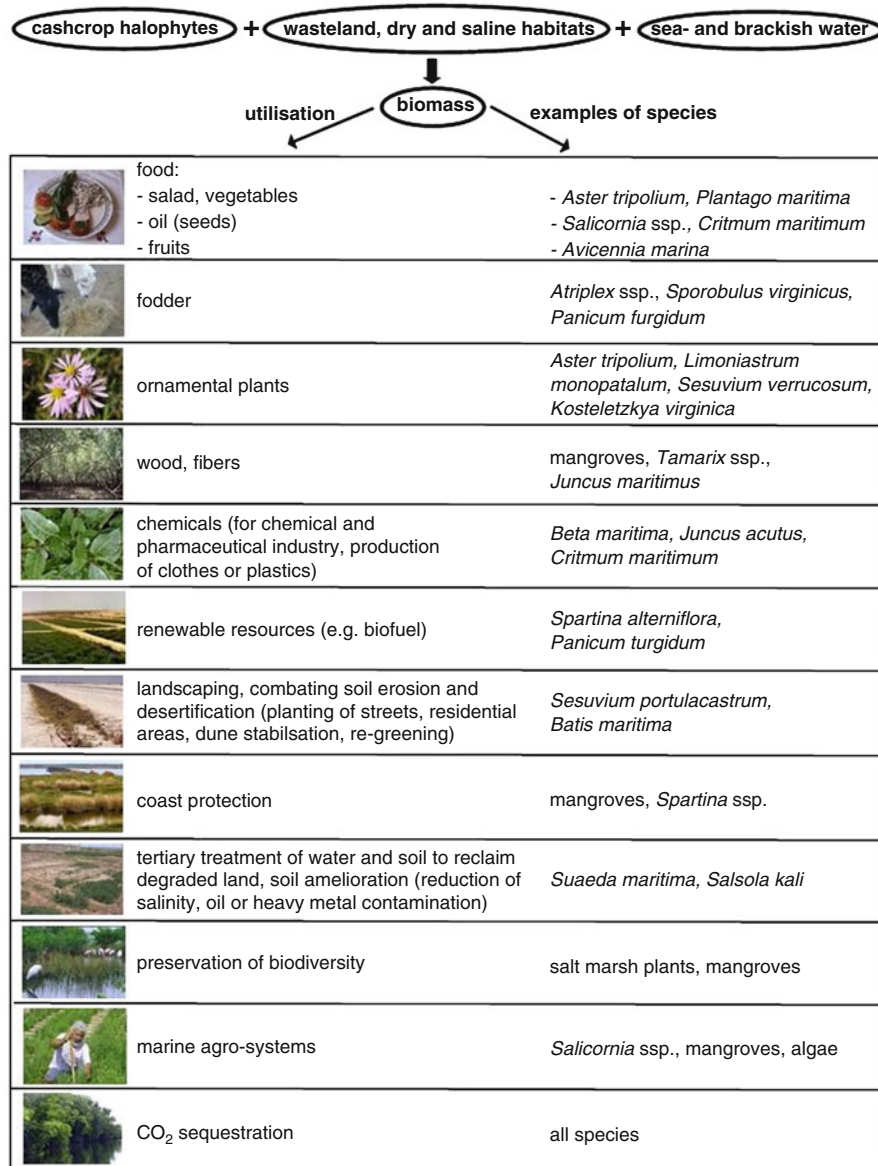 cashcrop halophytes + wasteland, dry and saline habitats + sea- and brackish water
biomass
utilisation
examples of species
food:
- salad, vegetables
- oil (seeds)
- fruits
- Aster tripolium, Plantago maritima
- Salicornia ssp., Critmum maritimum
- Avicennia marina
fodder
Atriplex ssp., Sporobulus virginicus,
Panicum furgidum
ornamental plants
Aster tripolium, Limoniastrum
monopatalum, Sesuvium verrucosum,
Kosteletzkya virginica
wood, fibers
mangroves, Tamarix ssp.,
Juncus maritimus
chemicals (for chemical and
pharmaceutical industry, production
of clothes or plastics)
Beta maritima, Juncus acutus,
Critmum maritimum
renewable resources (e.g. biofuel)
Spartina alterniflora,
Panicum turgidum
landscaping, combating soil erosion and
desertification (planting of streets, residential
areas, dune stabilsation, re-greening)
Sesuvium portulacastrum,
Batis maritima
coast protection
mangroves, Spartina ssp.
tertiary treatment of water and soil to reclaim
degraded land, soil amelioration (reduction of
salinity, oil or heavy metal contamination)
Suaeda maritima, Salsola kali
preservation of biodiversity
salt marsh plants, mangroves
marine agro-systems
Salicornia ssp., mangroves, algae
CO₂ sequestration
all species